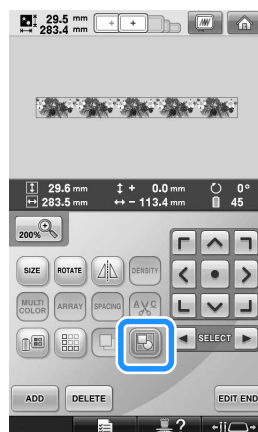 29.5 mm
283.4 mm
29.6 mm + 0.0 mm 0°
283.5 mm - 113.4 mm 45
200%
SIZE ROTATE DENSITY
MULTI COLOR ARRAY SPACING A C
SELECT
ADD DELETE EDIT END
?